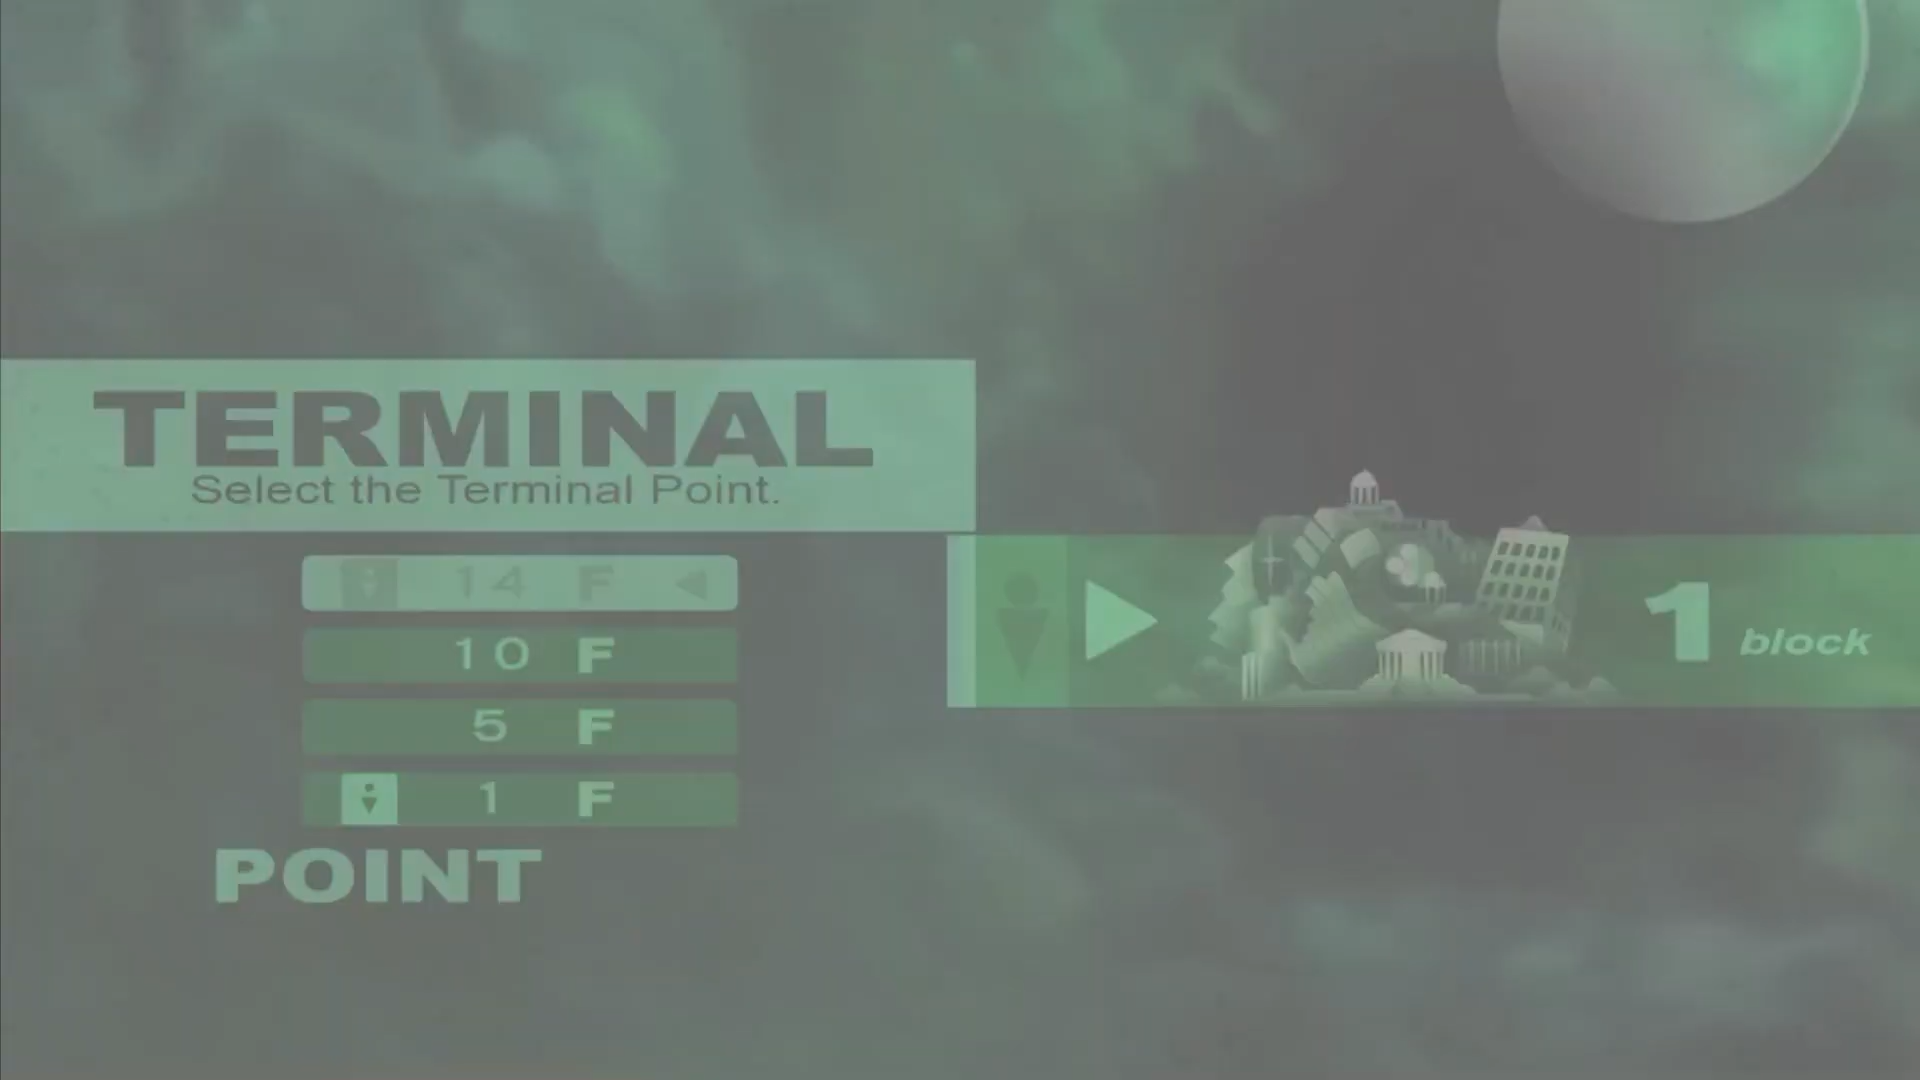 TERMINAL
Select the Terminal Point.
14 F
10 F
5 F
1 F
POINT
1 block